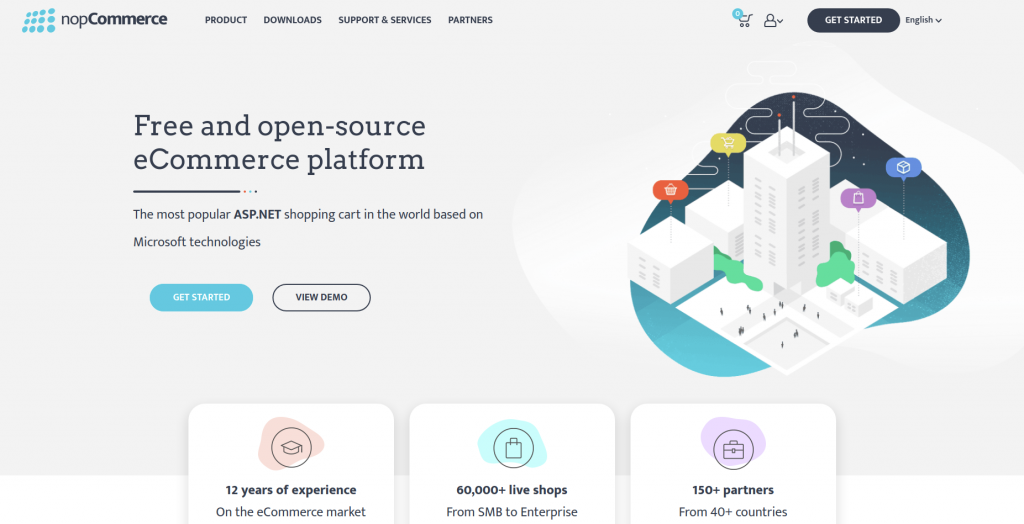 nopCommerce PRODUCT DOWNLOADS SUPPORT & SERVICES PARTNERS 0 GET STARTED English
Free and open-source
eCommerce platform
The most popular ASP.NET shopping cart in the world based on
Microsoft technologies
GET STARTED VIEW DEMO
12 years of experience
On the eCommerce market
60,000+ live shops
From SMB to Enterprise
150+ partners
From 40+ countries